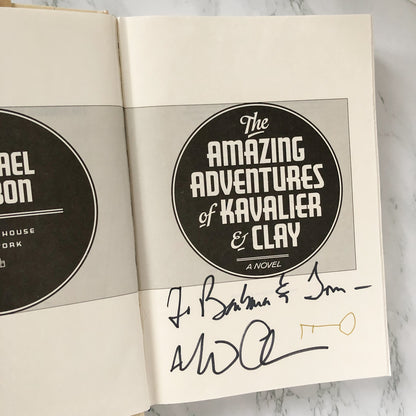 AEL
BON
HOUSE
ORK
The
AMAZING
ADVENTURES
of KAVALIER
& CLAY
A NOVEL
To Barbara & Tom –